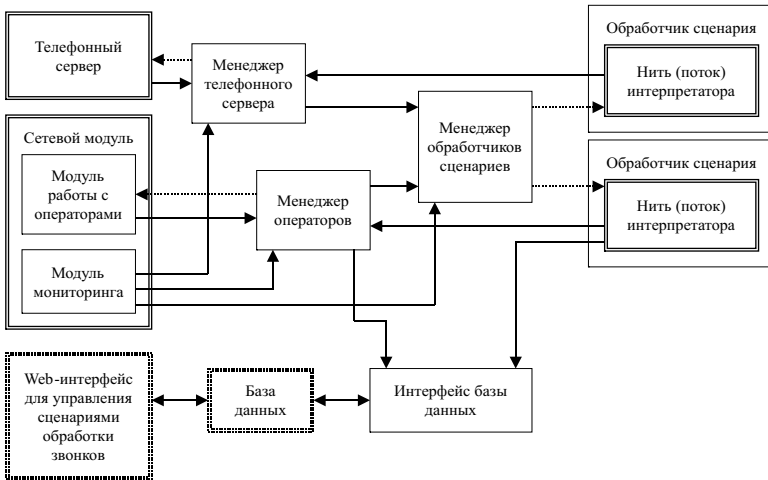 Телефонный
сервер
Менеджер
телефонного
сервера
Обработчик сценария
Нить (поток)
интерпретатора
Сетевой модуль
Модуль
работы с
операторами
Модуль
мониторинга
Менеджер
операторов
Менеджер
обработчиков
сценариев
Обработчик сценария
Нить (поток)
интерпретатора
Web-интерфейс
для управления
сценариями
обработки
звонков
База
данных
Интерфейс базы
данных